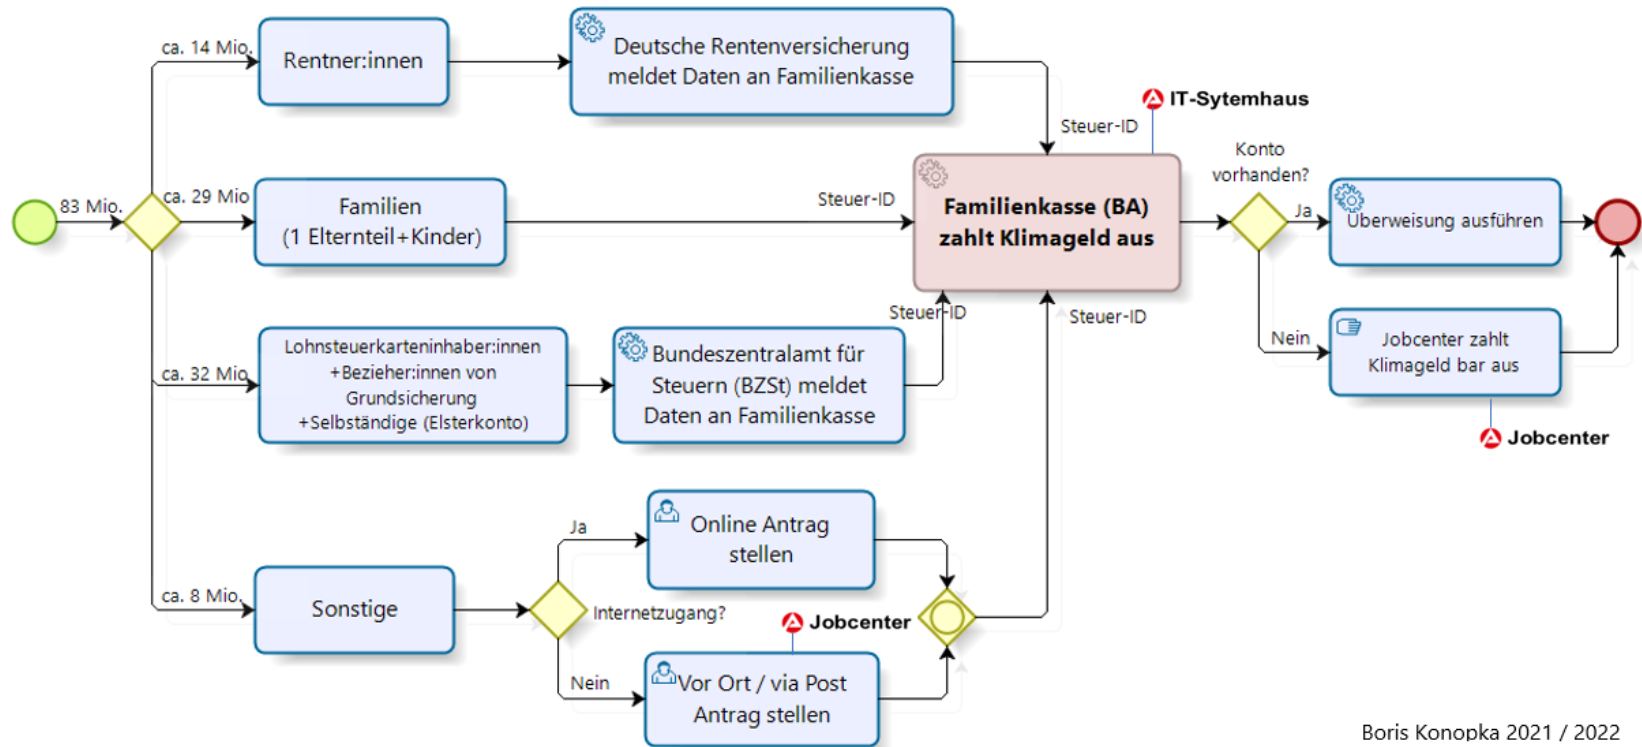 83 Mio.
ca. 14 Mio.
Rentner:innen
Deutsche Rentenversicherung
meldet Daten an Familienkasse
Steuer-ID
IT-Sytemhaus
ca. 29 Mio
Familien
(1 Elternteil+Kinder)
Steuer-ID
Familienkasse (BA)
zahlt Klimageld aus
Konto
vorhanden?
Ja
Überweisung ausführen
Nein
Jobcenter zahlt
Klimageld bar aus
Jobcenter
ca. 32 Mio
Lohnsteuerkarteninhaber:innen
+Bezieher:innen von
Grundsicherung
+Selbständige (Elsterkonto)
Bundeszentralamt für
Steuern (BZSt) meldet
Daten an Familienkasse
Steuer-ID
Steuer-ID
ca. 8 Mio.
Sonstige
Internetzugang?
Ja
Online Antrag
stellen
Nein
Jobcenter
Vor Ort / via Post
Antrag stellen
Boris Konopka 2021 / 2022